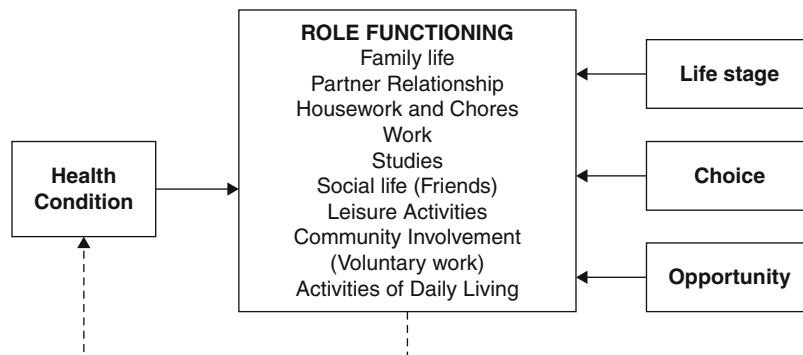 ROLE FUNCTIONING
Family life
Partner Relationship
Housework and Chores
Work
Studies
Social life (Friends)
Leisure Activities
Community Involvement
(Voluntary work)
Activities of Daily Living
Health
Condition
Life stage
Choice
Opportunity